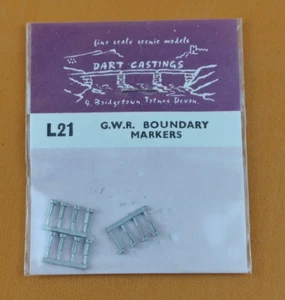 fine scale scenic models
DART CASTINGS
4, Bridgetown, Totnes Devon.
L21
G.W.R. BOUNDARY
MARKERS